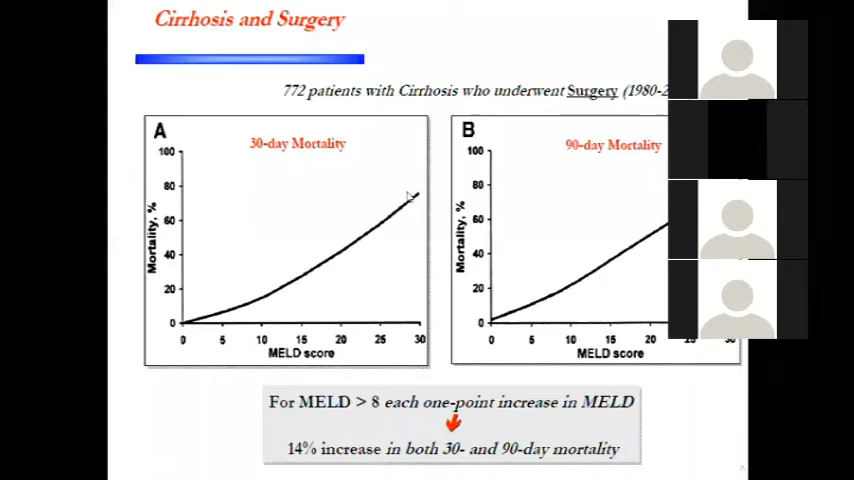 Cirrhosis and Surgery
772 patients with Cirrhosis who underwent Surgery (1980-2
A
30-day Mortality
100
80
60
40
20
0
Mortality, %
0 5 10 15 20 25 30
MELD score
B
90-day Mortality
100
80
60
40
20
0
Mortality, %
0 5 10 15 20 25 30
MELD score
For MELD > 8 each one-point increase in MELD
14% increase in both 30- and 90-day mortality